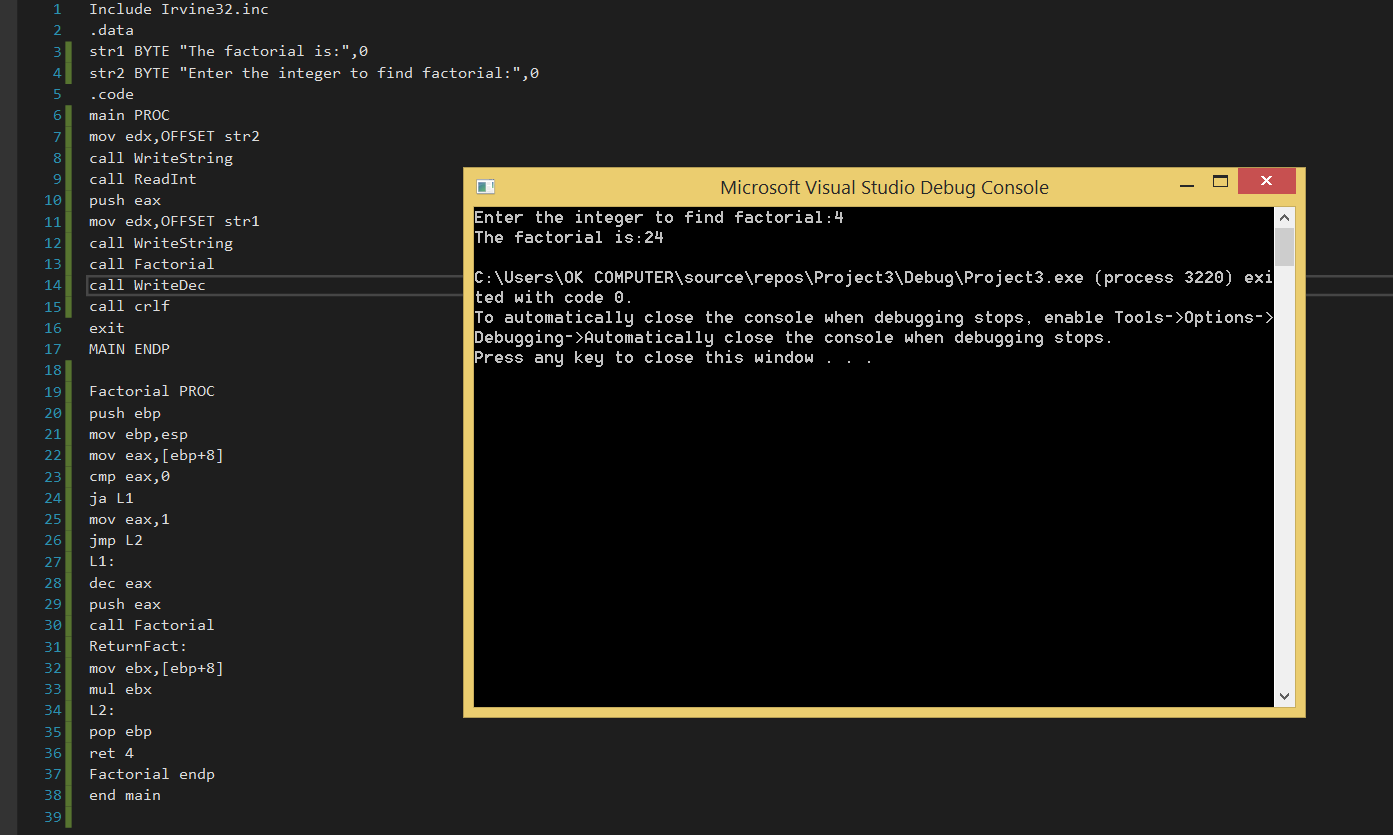 1 Include Irvine32.inc
2 .data
3 str1 BYTE "The factorial is:",0
4 str2 BYTE "Enter the integer to find factorial:",0
5 .code
6 main PROC
7 mov edx,OFFSET str2
8 call WriteString
9 call ReadInt
10 push eax
11 mov edx,OFFSET str1
12 call WriteString
13 call Factorial
14 call WriteDec
15 call crlf
16 exit
17 MAIN ENDP
18
19 Factorial PROC
20 push ebp
21 mov ebp,esp
22 mov eax,[ebp+8]
23 cmp eax,0
24 ja L1
25 mov eax,1
26 jmp L2
27 L1:
28 dec eax
29 push eax
30 call Factorial
31 ReturnFact:
32 mov ebx,[ebp+8]
33 mul ebx
34 L2:
35 pop ebp
36 ret 4
37 Factorial endp
38 end main
39
Microsoft Visual Studio Debug Console
Enter the integer to find factorial:4
The factorial is:24
C:\Users\OK COMPUTER\source\repos\Project3\Debug\Project3.exe (process 3220) exi
ted with code 0.
To automatically close the console when debugging stops, enable Tools->Options->
Debugging->Automatically close the console when debugging stops.
Press any key to close this window . . .